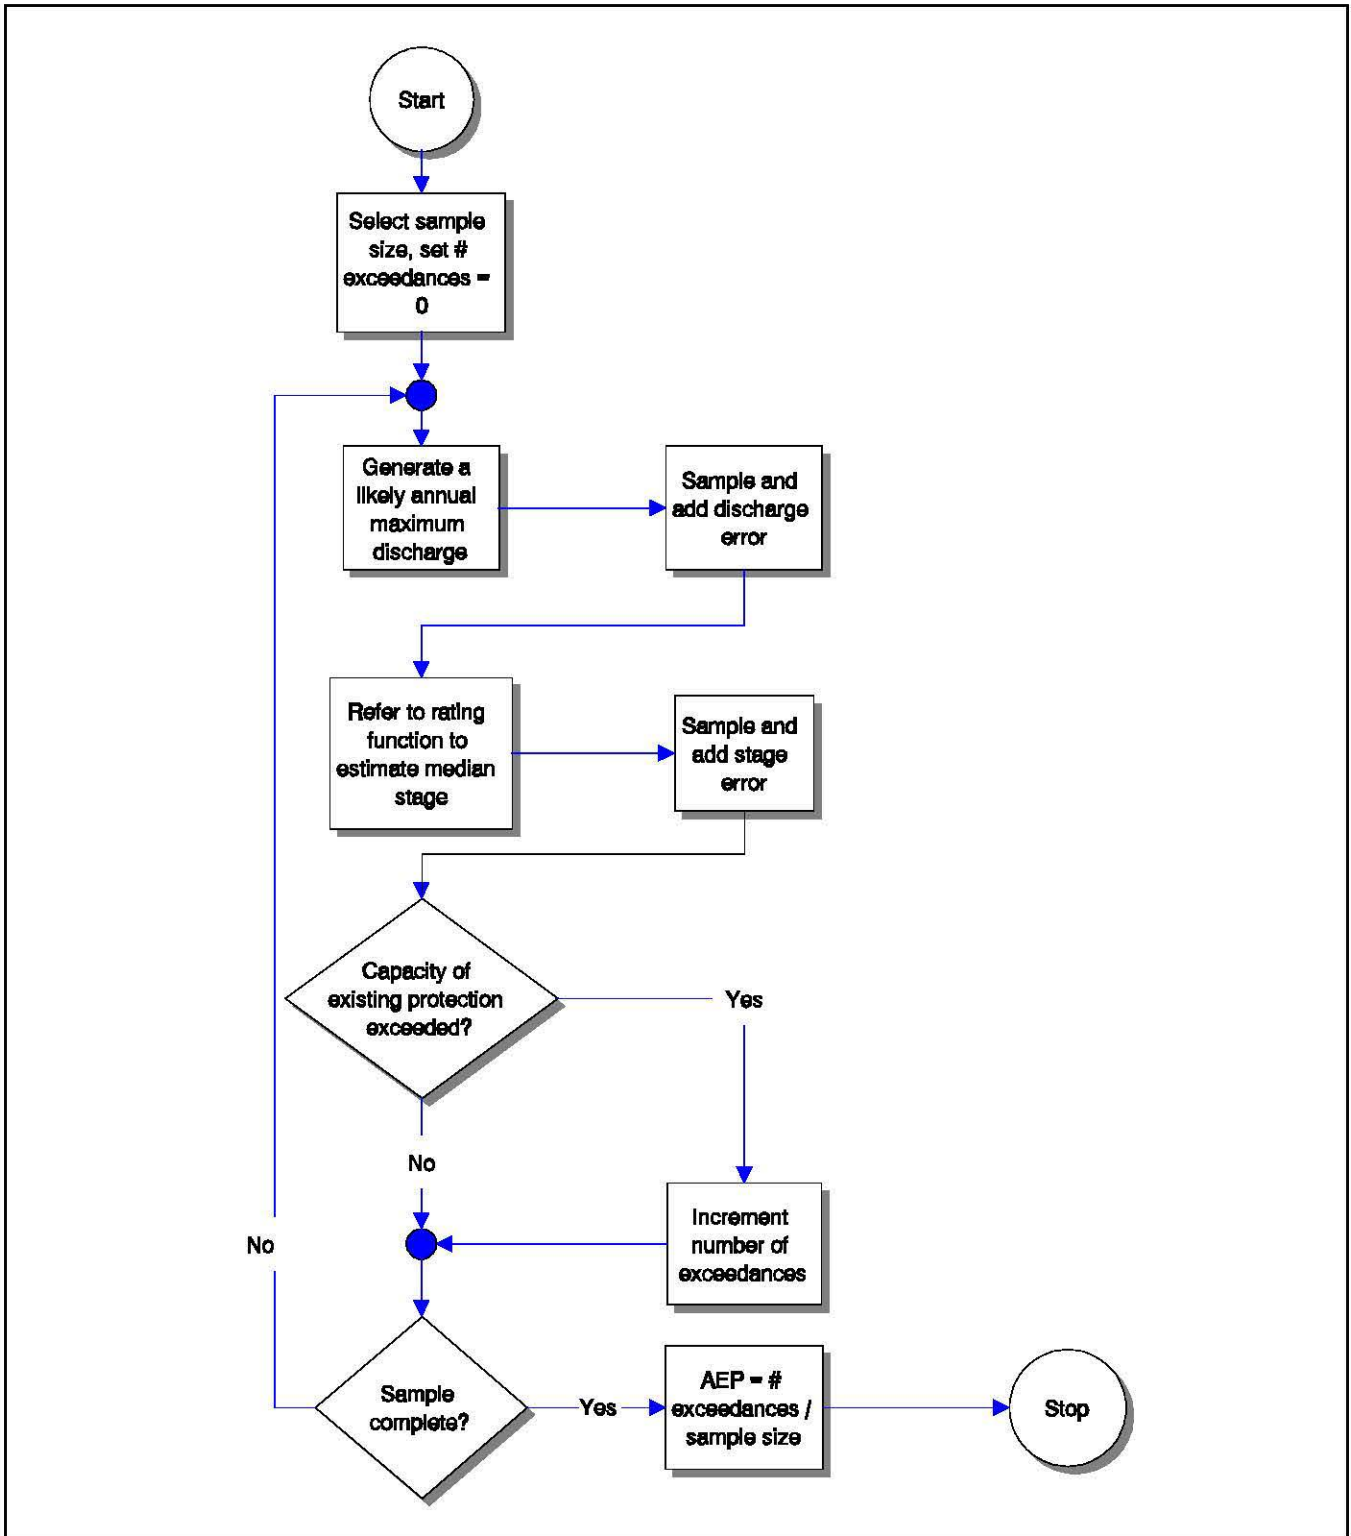 Start
Select sample
size, set #
exceedances =
0
Generate a
likely annual
maximum
discharge
Sample and
add discharge
error
Refer to rating
function to
estimate median
stage
Sample and
add stage
error
Capacity of
existing protection
exceeded?
Yes
No
Increment
number of
exceedances
No
Sample
complete?
Yes
AEP = #
exceedances /
sample size
Stop